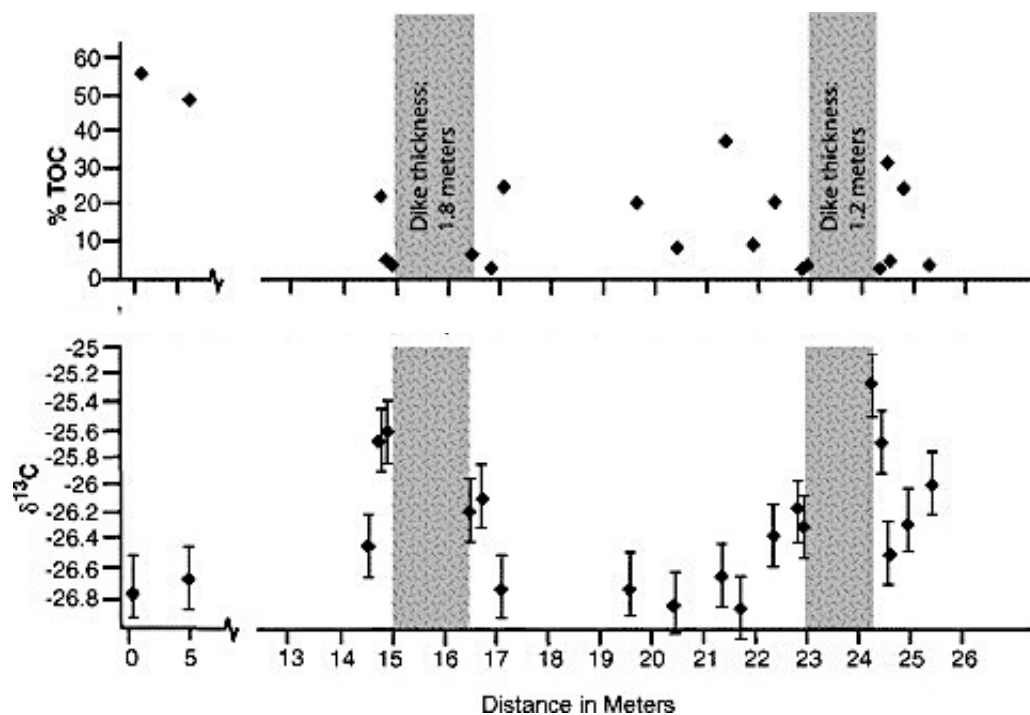 60
50
40
30
20
10
0
% TOC
Dike thickness:
1.8 meters
Dike thickness:
1.2 meters
-25
-25.2
-25.4
-25.6
-25.8
-26
-26.2
-26.4
-26.6
-26.8
δ13C
0 5 13 14 15 16 17 18 19 20 21 22 23 24 25 26
Distance in Meters